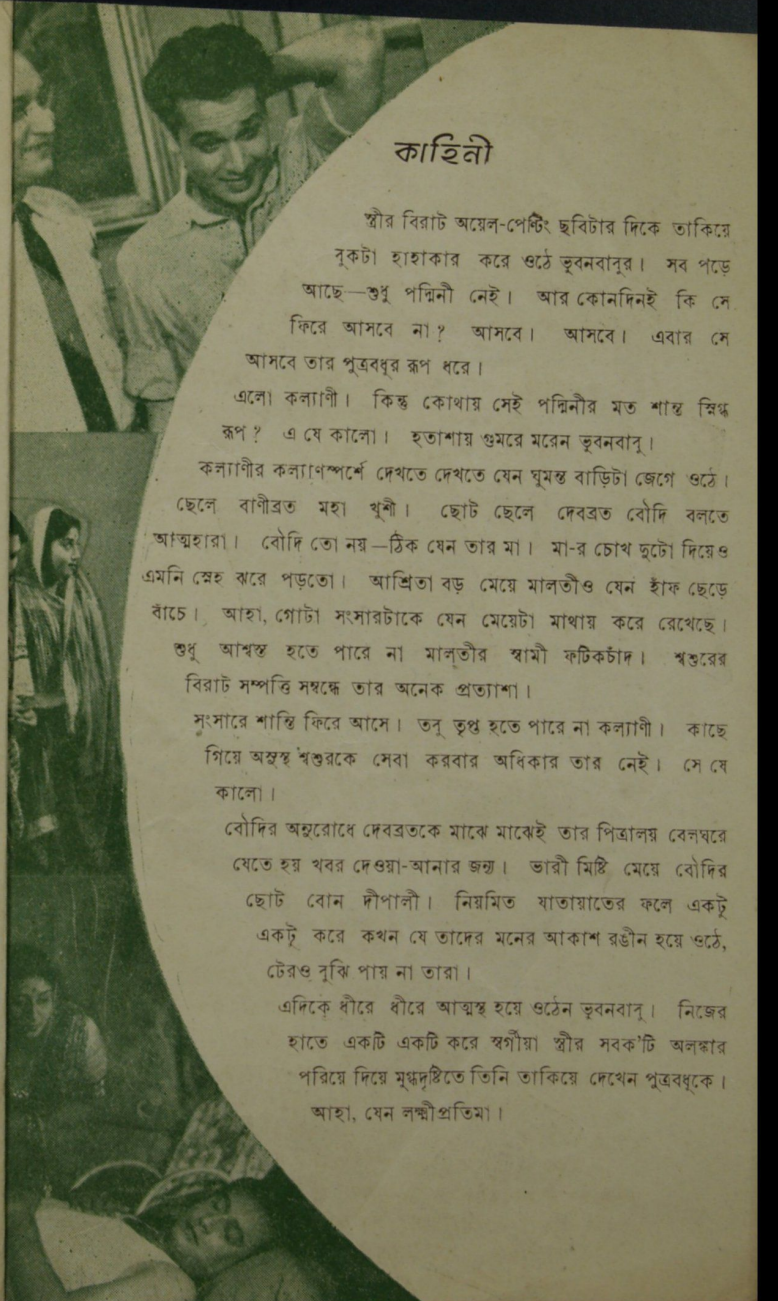 কাহিনী
স্ত্রীর বিরাট অয়েল-পেন্টিং ছবিটার দিকে তাকিয়ে
বুকটা হাহাকার করে ওঠে ভুবনবাবুর। সব পড়ে
আছে—শুধু পদ্মিনী নেই। আর কোনদিনই কি সে
ফিরে আসবে না? আসবে। আসবে। এবার সে
আসবে তার পুত্রবধূর রূপ ধরে।
এলো কল্যাণী। কিন্তু কোথায় সেই পদ্মিনীর মত শান্ত স্নিগ্ধ
রূপ? এ যে কালো। হতাশায় গুমরে মরেন ভুবনবাবু।
কল্যাণীর কল্যাণস্পর্শে দেখতে দেখতে যেন ঘুমন্ত বাড়িটা জেগে ওঠে।
ছেলে বাণীব্রত মহা খুশী। ছোট ছেলে দেবব্রত বৌদি বলতে
আত্মহারা। বৌদি তো নয়—ঠিক যেন তার মা। মা-র চোখ দুটো দিয়েও
এমনি স্নেহ ঝরে পড়তো। আশ্রিতা বড় মেয়ে মালতীও যেন হাঁফ ছেড়ে
বাঁচে। আহা, গোটা সংসারটাকে যেন মেয়েটা মাথায় করে রেখেছে।
শুধু আশ্বস্ত হতে পারে না মালতীর স্বামী ফটিকচাঁদ। শ্বশুরের
বিরাট সম্পত্তি সম্বন্ধে তার অনেক প্রত্যাশা।
সংসারে শান্তি ফিরে আসে। তবু তৃপ্ত হতে পারে না কল্যাণী। কাছে
গিয়ে অসুস্থ শ্বশুরকে সেবা করবার অধিকার তার নেই। সে যে
কালো।
বৌদির অনুরোধে দেবব্রতকে মাঝে মাঝেই তার পিত্রালয় বেলঘরে
যেতে হয় খবর দেওয়া-আনার জন্য। ভারী মিষ্টি মেয়ে বৌদির
ছোট বোন দীপালী। নিয়মিত যাতায়াতের ফলে একটু
একটু করে কখন যে তাদের মনের আকাশ রঙীন হয়ে ওঠে,
টেরও বুঝি পায় না তারা।
এদিকে ধীরে ধীরে আত্মস্থ হয়ে ওঠেন ভুবনবাবু। নিজের
হাতে একটি একটি করে স্বর্গীয়া স্ত্রীর সবক'টি অলঙ্কার
পরিয়ে দিয়ে মুগ্ধদৃষ্টিতে তিনি তাকিয়ে দেখেন পুত্রবধূকে।
আহা, যেন লক্ষ্মীপ্রতিমা।